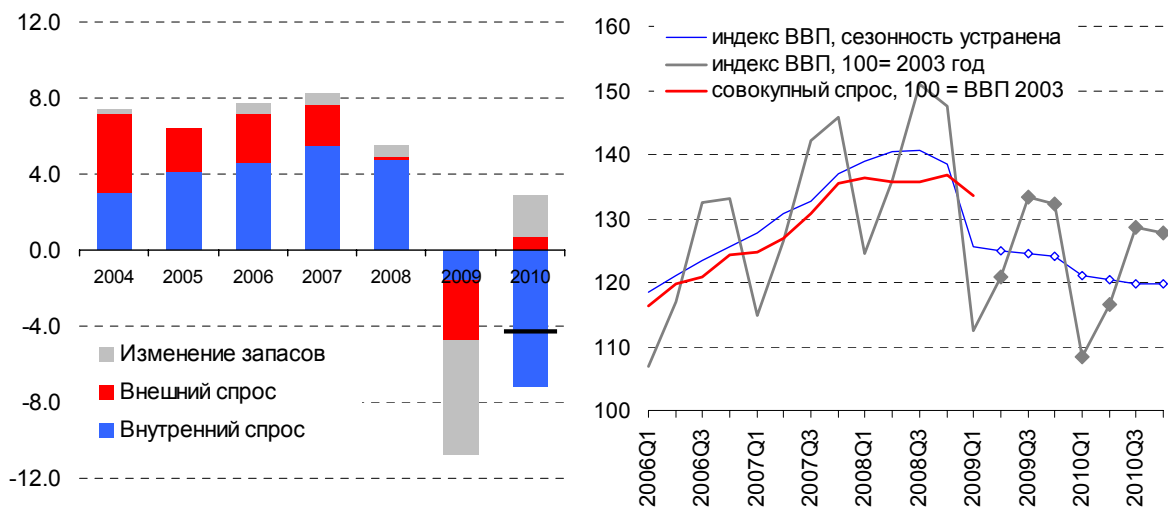 12.0
8.0
4.0
0.0
-4.0
-8.0
-12.0
2004 2005 2006 2007 2008 2009 2010
Изменение запасов
Внешний спрос
Внутренний спрос
160
150
140
130
120
110
100
индекс ВВП, сезонность устранена
индекс ВВП, 100= 2003 год
совокупный спрос, 100 = ВВП 2003
2006Q1
2006Q3
2007Q1
2007Q3
2008Q1
2008Q3
2009Q1
2009Q3
2010Q1
2010Q3